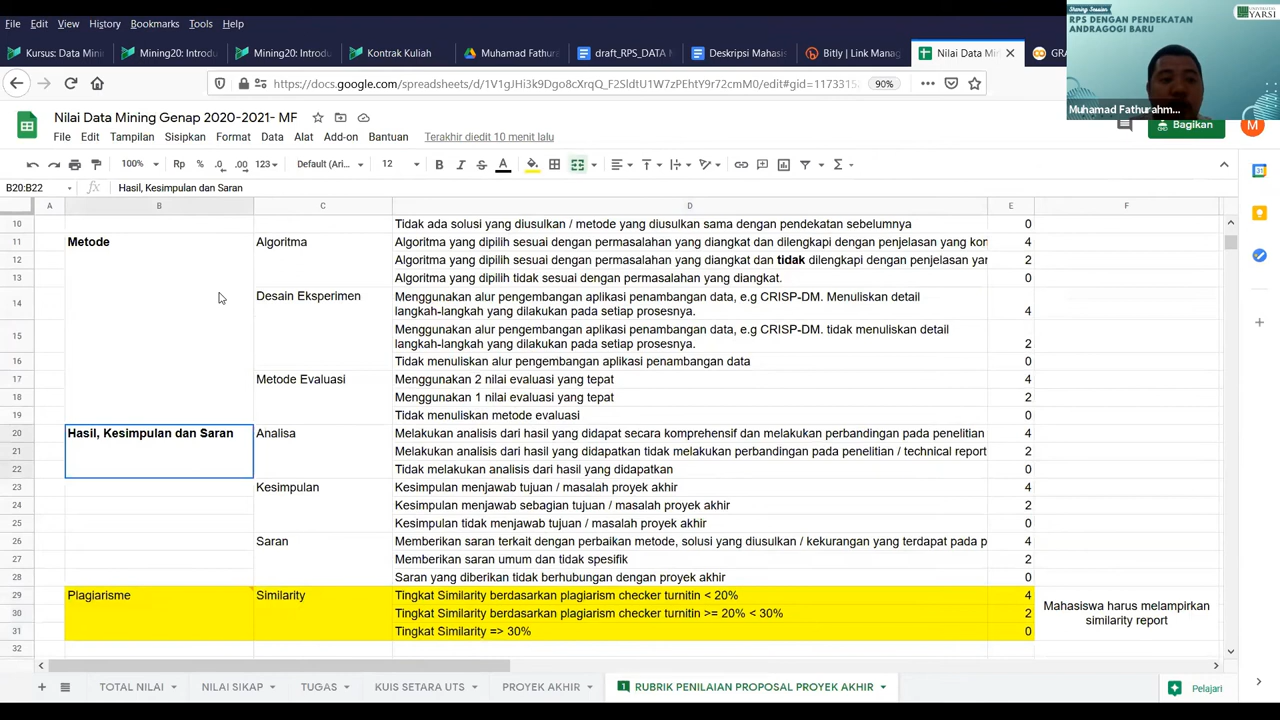 File Edit View History Bookmarks Tools Help
Sharing Session
RPS DENGAN PENDEKATAN
ANDRAGOGI BARU
UNIVERSITAS
YARSI
Muhamad Fathurahm...
Kursus: Data Mini
Mining20: Introdu
Mining20: Introdu
Kontrak Kuliah
Muhamad Fathura
draft_RPS_DATA M
Deskripsi Mahasis
Bitly | Link Manag
Nilai Data Min
GR
https://docs.google.com/spreadsheets/d/1V1gJHi3k9Dgo8cXrqQ_F2SldtU1W7zPEhtY9r72cmM0/edit#gid=1173315 90%
Nilai Data Mining Genap 2020-2021- MF
Bagikan
M
File Edit Tampilan Sisipkan Format Data Alat Add-on Bantuan Terakhir diedit 10 menit lalu
100% Rp % .0 .00 123 Default (Ari... 12 B I S A
B20:B22 fx Hasil, Kesimpulan dan Saran
A B C D E F
10 Tidak ada solusi yang diusulkan / metode yang diusulkan sama dengan pendekatan sebelumnya 0
11 Metode Algoritma Algoritma yang dipilih sesuai dengan permasalahan yang diangkat dan dilengkapi dengan penjelasan yang kon 4
12 Algoritma yang dipilih sesuai dengan permasalahan yang diangkat dan tidak dilengkapi dengan penjelasan yar 2
13 Algoritma yang dipilih tidak sesuai dengan permasalahan yang diangkat. 0
14 Desain Eksperimen Menggunakan alur pengembangan aplikasi penambangan data, e.g CRISP-DM. Menuliskan detail
langkah-langkah yang dilakukan pada setiap prosesnya. 4
15 Menggunakan alur pengembangan aplikasi penambangan data, e.g CRISP-DM. tidak menuliskan detail
langkah-langkah yang dilakukan pada setiap prosesnya. 2
16 Tidak menuliskan alur pengembangan aplikasi penambangan data 0
17 Metode Evaluasi Menggunakan 2 nilai evaluasi yang tepat 4
18 Menggunakan 1 nilai evaluasi yang tepat 2
19 Tidak menuliskan metode evaluasi 0
20 Hasil, Kesimpulan dan Saran Analisa Melakukan analisis dari hasil yang didapat secara komprehensif dan melakukan perbandingan pada penelitian 4
21 Melakukan analisis dari hasil yang didapatkan tidak melakukan perbandingan pada penelitian / technical report 2
22 Tidak melakukan analisis dari hasil yang didapatkan 0
23 Kesimpulan Kesimpulan menjawab tujuan / masalah proyek akhir 4
24 Kesimpulan menjawab sebagian tujuan / masalah proyek akhir 2
25 Kesimpulan tidak menjawab tujuan / masalah proyek akhir 0
26 Saran Memberikan saran terkait dengan perbaikan metode, solusi yang diusulkan / kekurangan yang terdapat pada p 4
27 Memberikan saran umum dan tidak spesifik 2
28 Saran yang diberikan tidak berhubungan dengan proyek akhir 0
29 Plagiarisme Similarity Tingkat Similarity berdasarkan plagiarism checker turnitin < 20% 4
30 Tingkat Similarity berdasarkan plagiarism checker turnitin >= 20% < 30% 2
Mahasiswa harus melampirkan
similarity report
31 Tingkat Similarity => 30% 0
32
TOTAL NILAI NILAI SIKAP TUGAS KUIS SETARA UTS PROYEK AKHIR 1 RUBRIK PENILAIAN PROPOSAL PROYEK AKHIR Pelajari